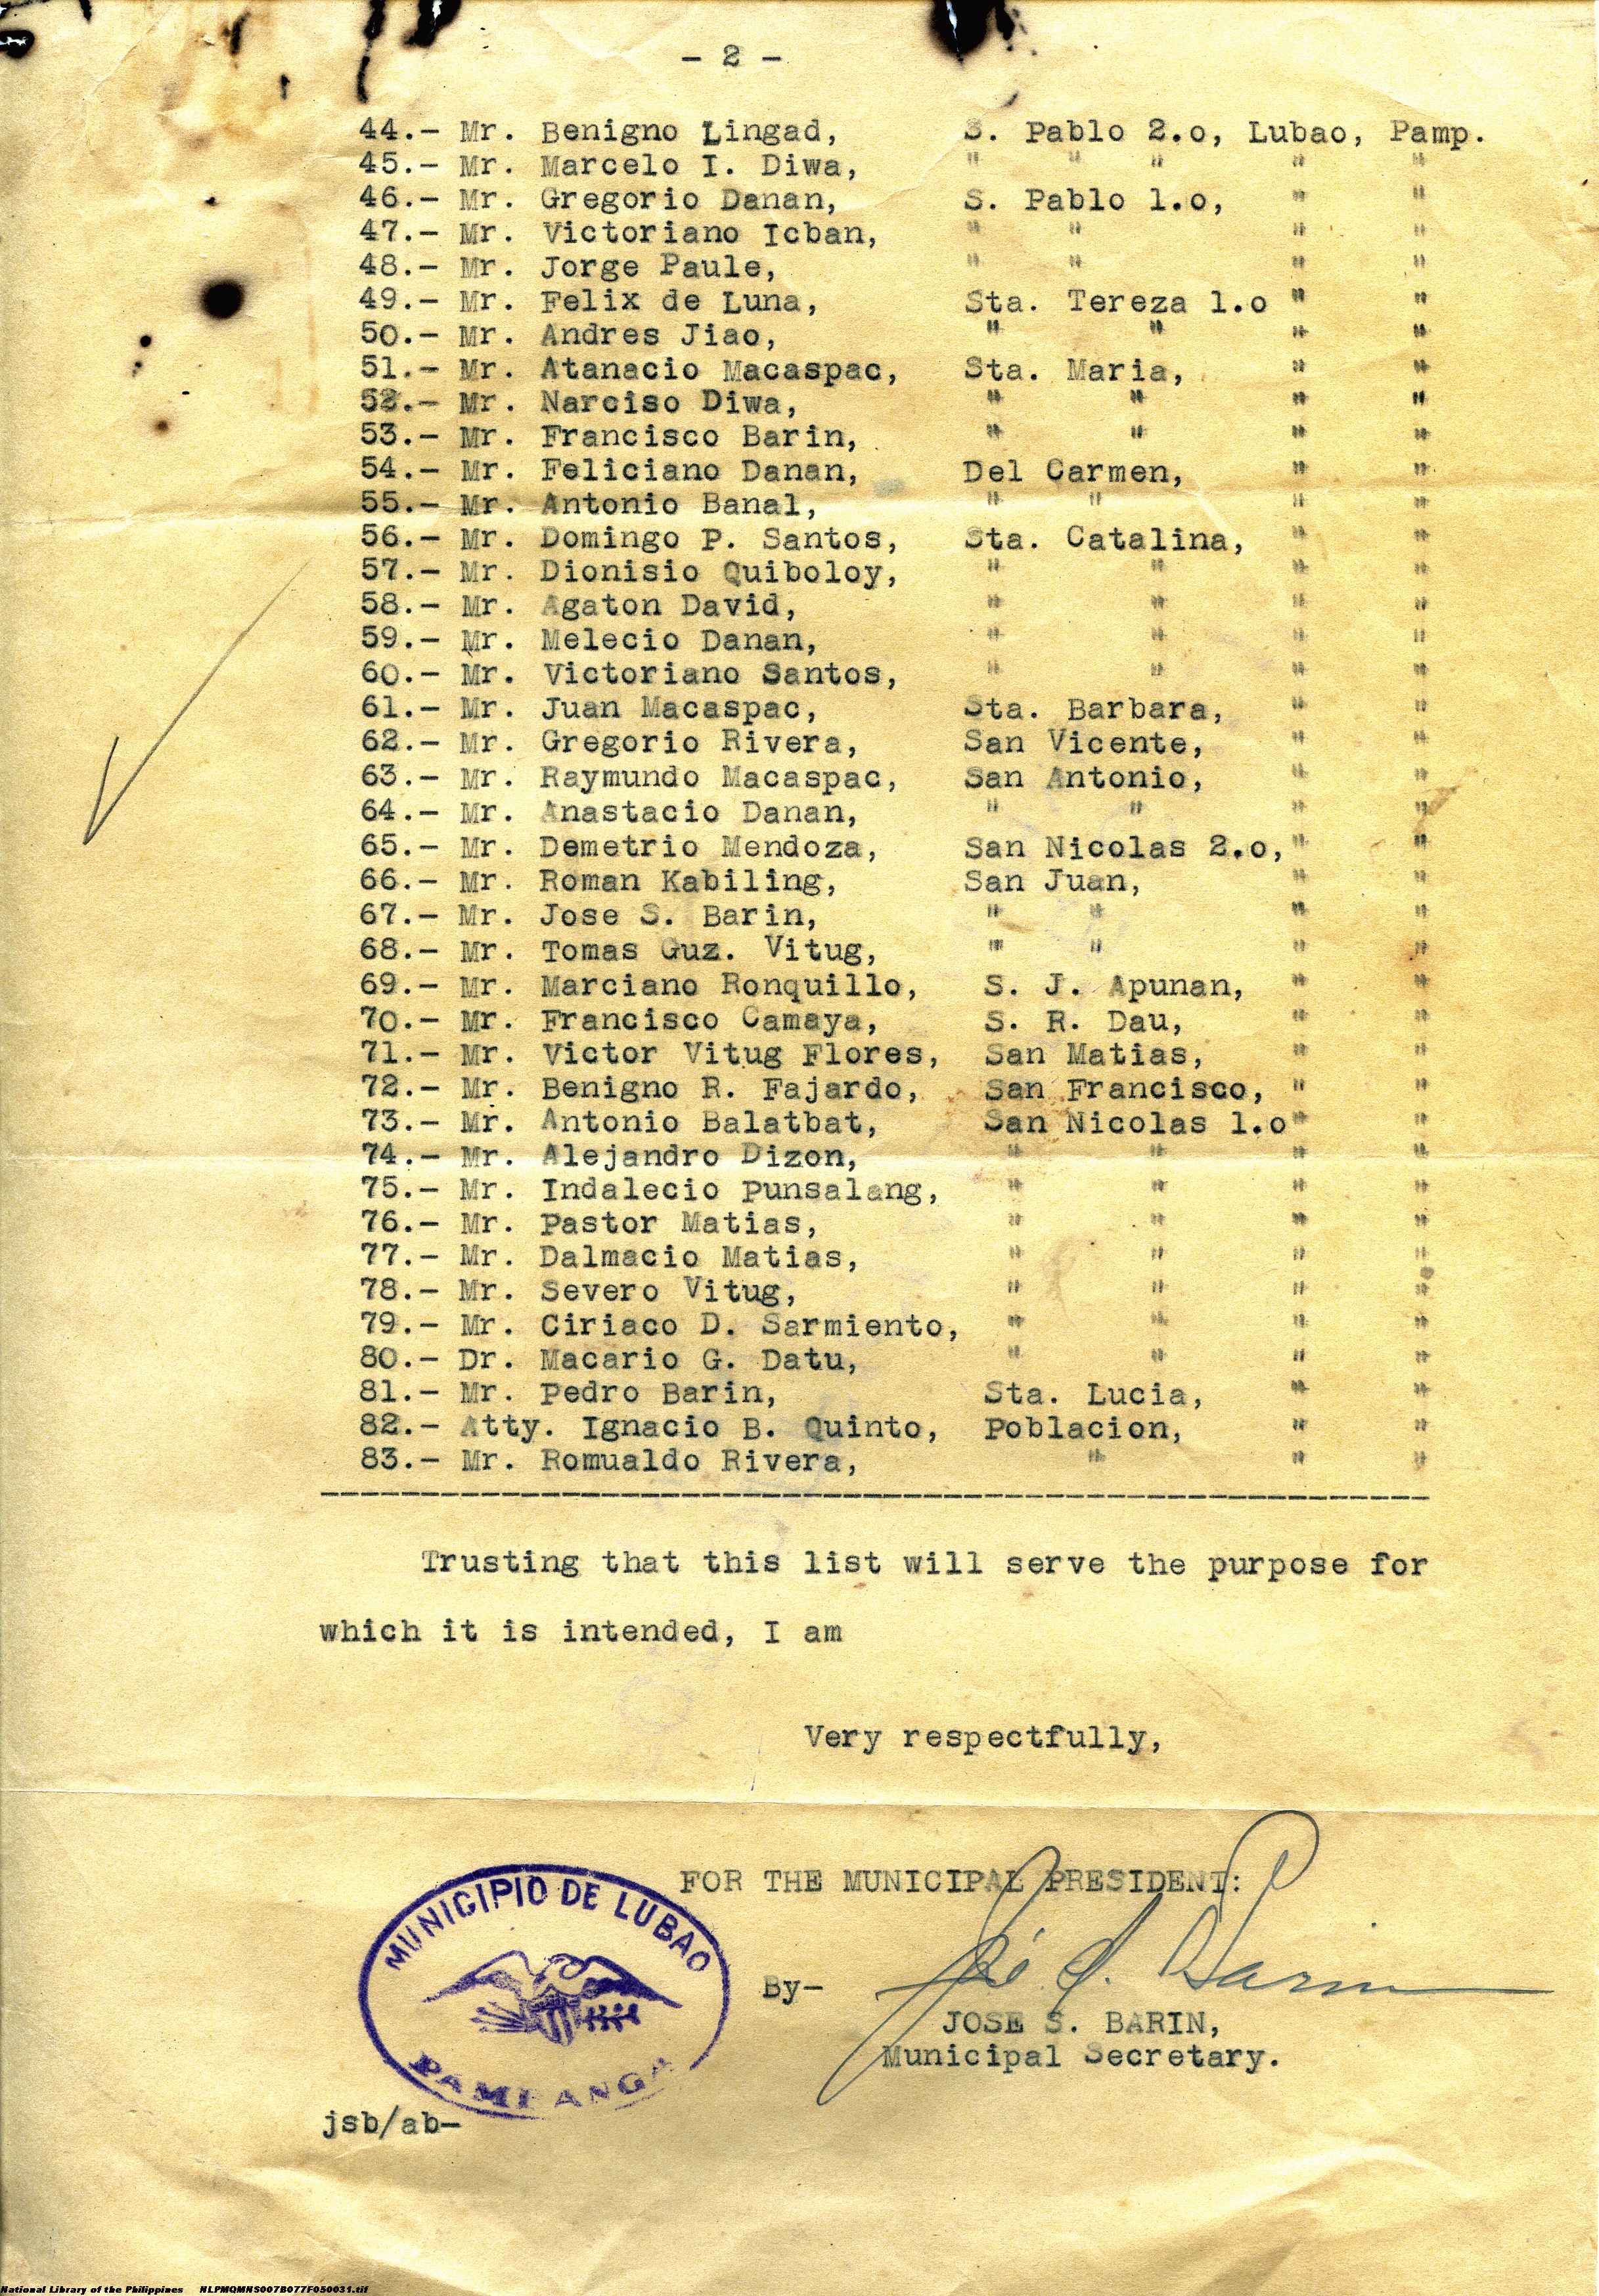 - 2 -
44.- Mr. Benigno Lingad, S. Pablo 2.o, Lubao, Pamp.
45.- Mr. Marcelo I. Diwa, " " " " "
46.- Mr. Gregorio Danan, S. Pablo 1.o, " "
47.- Mr. Victoriano Icban, " " " "
48.- Mr. Jorge Paule, " " " "
49.- Mr. Felix de Luna, Sta. Tereza 1.o " "
50.- Mr. Andres Jiao, " " " "
51.- Mr. Atanacio Macaspac, Sta. Maria, " "
52.- Mr. Narciso Diwa, " " " "
53.- Mr. Francisco Barin, " " " "
54.- Mr. Feliciano Danan, Del Carmen, " "
55.- Mr. Antonio Banal, " " " "
56.- Mr. Domingo P. Santos, Sta. Catalina, " "
57.- Mr. Dionisio Quiboloy, " " " "
58.- Mr. Agaton David, " " " "
59.- Mr. Melecio Danan, " " " "
60.- Mr. Victoriano Santos, " " " "
61.- Mr. Juan Macaspac, Sta. Barbara, " "
62.- Mr. Gregorio Rivera, San Vicente, " "
63.- Mr. Raymundo Macaspac, San Antonio, " "
64.- Mr. Anastacio Danan, " " " "
65.- Mr. Demetrio Mendoza, San Nicolas 2.o, " "
66.- Mr. Roman Kabiling, San Juan, " "
67.- Mr. Jose S. Barin, " " " "
68.- Mr. Tomas Guz. Vitug, " " " "
69.- Mr. Marciano Ronquillo, S. J. Apunan, " "
70.- Mr. Francisco Camaya, S. R. Dau, " "
71.- Mr. Victor Vitug Flores, San Matias, " "
72.- Mr. Benigno R. Fajardo, San Francisco, " "
73.- Mr. Antonio Balatbat, San Nicolas 1.o " "
74.- Mr. Alejandro Dizon, " " " "
75.- Mr. Indalecio Punsalang, " " " "
76.- Mr. Pastor Matias, " " " "
77.- Mr. Dalmacio Matias, " " " "
78.- Mr. Severo Vitug, " " " "
79.- Mr. Ciriaco D. Sarmiento, " " " "
80.- Dr. Macario G. Datu, " " " "
81.- Mr. Pedro Barin, Sta. Lucia, " "
82.- Atty. Ignacio B. Quinto, Poblacion, " "
83.- Mr. Romualdo Rivera, " " "
Trusting that this list will serve the purpose for
which it is intended, I am
Very respectfully,
FOR THE MUNICIPAL PRESIDENT:
MUNICIPIO DE LUBAO
PAMPANGA
By- José S. Barin
JOSE S. BARIN,
Municipal Secretary.
jsb/ab-
National Library of the Philippines NLPMQMNS007B077F050031.tif